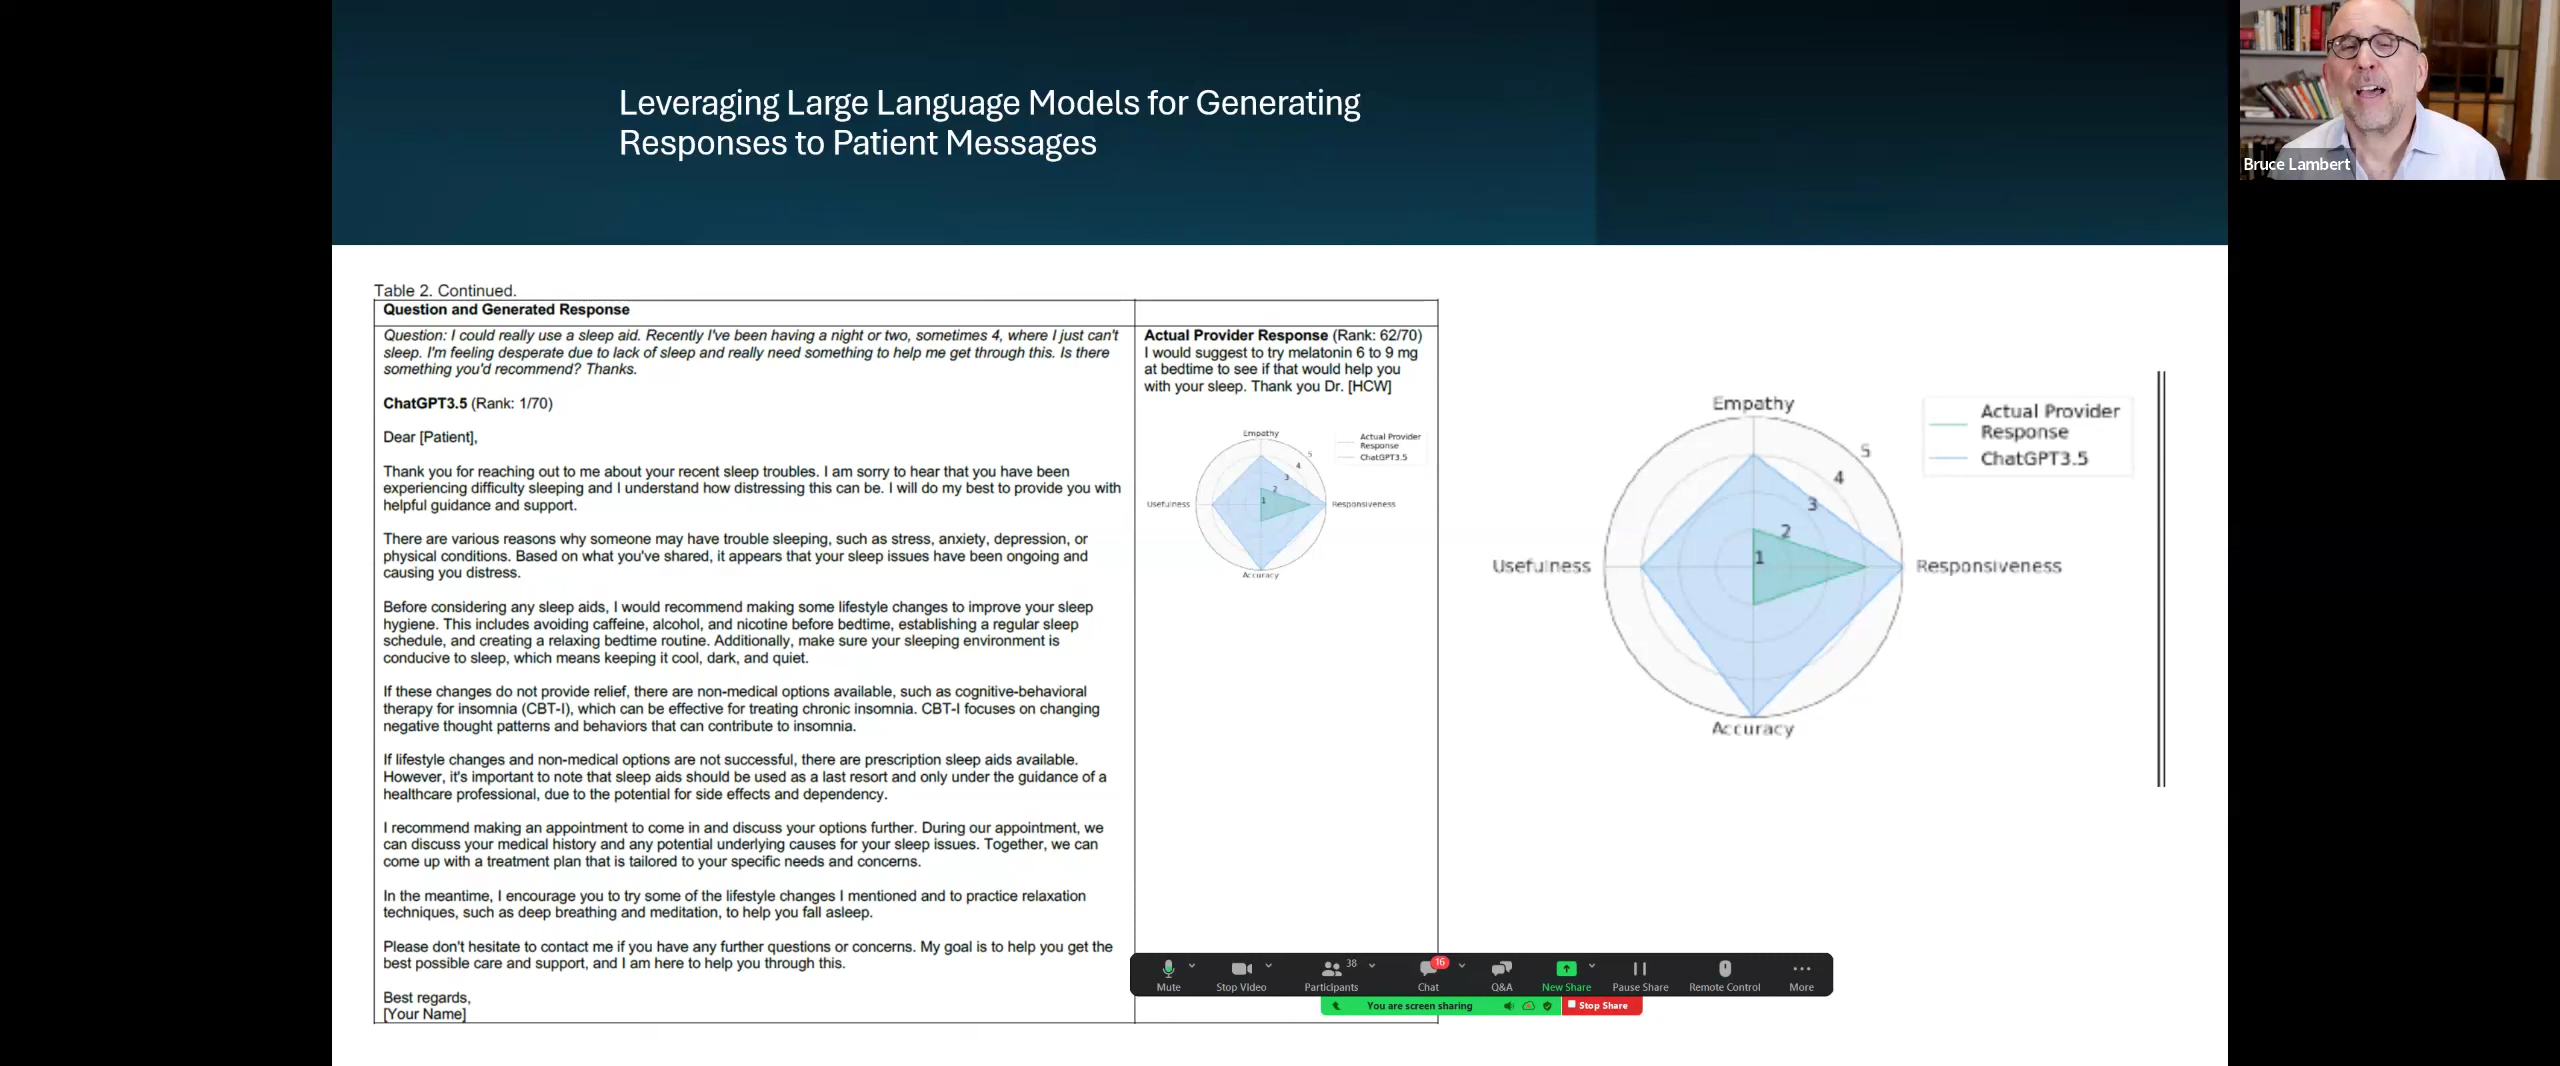 Leveraging Large Language Models for Generating
Responses to Patient Messages
Bruce Lambert
Table 2. Continued.
Question and Generated Response
Question: I could really use a sleep aid. Recently I've been having a night or two, sometimes 4, where I just can't
sleep. I'm feeling desperate due to lack of sleep and really need something to help me get through this. Is there
something you'd recommend? Thanks.
ChatGPT3.5 (Rank: 1/70)
Dear [Patient],
Thank you for reaching out to me about your recent sleep troubles. I am sorry to hear that you have been
experiencing difficulty sleeping and I understand how distressing this can be. I will do my best to provide you with
helpful guidance and support.
There are various reasons why someone may have trouble sleeping, such as stress, anxiety, depression, or
physical conditions. Based on what you've shared, it appears that your sleep issues have been ongoing and
causing you distress.
Before considering any sleep aids, I would recommend making some lifestyle changes to improve your sleep
hygiene. This includes avoiding caffeine, alcohol, and nicotine before bedtime, establishing a regular sleep
schedule, and creating a relaxing bedtime routine. Additionally, make sure your sleeping environment is
conducive to sleep, which means keeping it cool, dark, and quiet.
If these changes do not provide relief, there are non-medical options available, such as cognitive-behavioral
therapy for insomnia (CBT-I), which can be effective for treating chronic insomnia. CBT-I focuses on changing
negative thought patterns and behaviors that can contribute to insomnia.
If lifestyle changes and non-medical options are not successful, there are prescription sleep aids available.
However, it's important to note that sleep aids should be used as a last resort and only under the guidance of a
healthcare professional, due to the potential for side effects and dependency.
I recommend making an appointment to come in and discuss your options further. During our appointment, we
can discuss your medical history and any potential underlying causes for your sleep issues. Together, we can
come up with a treatment plan that is tailored to your specific needs and concerns.
In the meantime, I encourage you to try some of the lifestyle changes I mentioned and to practice relaxation
techniques, such as deep breathing and meditation, to help you fall asleep.
Please don't hesitate to contact me if you have any further questions or concerns. My goal is to help you get the
best possible care and support, and I am here to help you through this.
Best regards,
[Your Name]
Actual Provider Response (Rank: 62/70)
I would suggest to try melatonin 6 to 9 mg
at bedtime to see if that would help you
with your sleep. Thank you Dr. [HCW]
Empathy
Actual Provider
Response
ChatGPT3.5
5
4
3
2
1
Usefulness
Responsiveness
Accuracy
Empathy
Actual Provider
Response
ChatGPT3.5
5
4
3
2
1
Usefulness
Responsiveness
Accuracy
38
16
Mute
Stop Video
Participants
Chat
Q&A
New Share
Pause Share
Remote Control
More
You are screen sharing
Stop Share